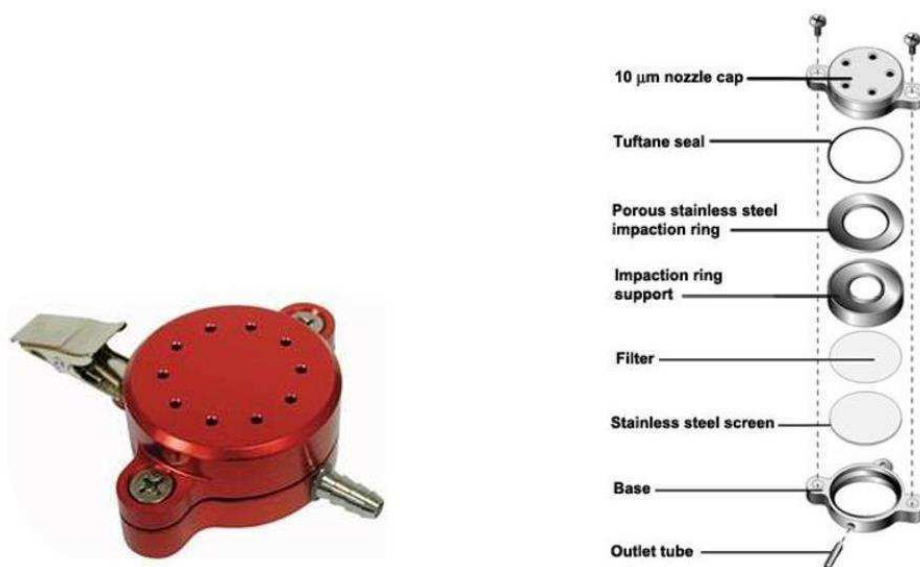 10 μm nozzle cap
Tuftane seal
Porous stainless steel
impaction ring
Impaction ring
support
Filter
Stainless steel screen
Base
Outlet tube